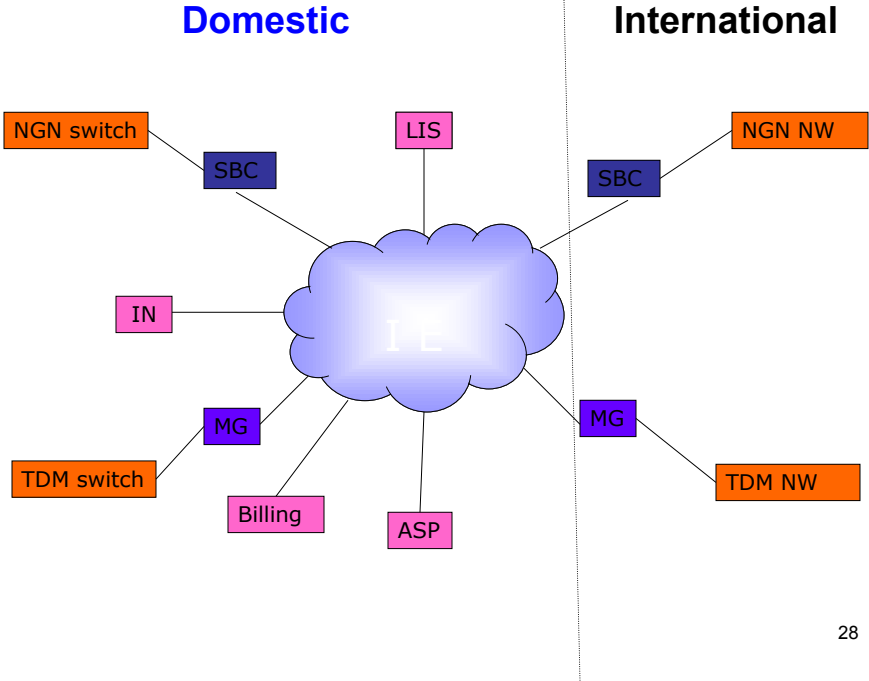 Domestic
International
NGN switch
LIS
NGN NW
SBC
SBC
IN
I E
MG
MG
TDM switch
TDM NW
Billing
ASP
28